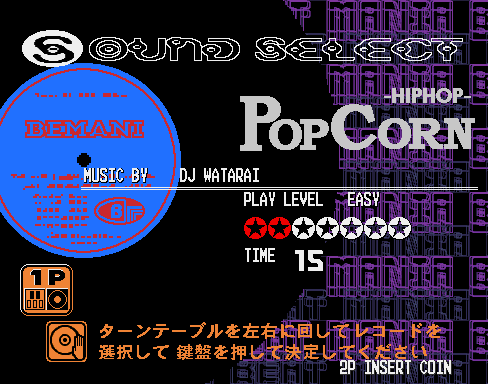 SOUND SELECT
-HIPHOP-
POPCORN
BEMANI
MUSIC BY DJ WATARAI
PLAY LEVEL EASY
TIME 15
1P
ターンテーブルを左右に回してレコードを
選択して 鍵盤を押して決定してください
2P INSERT COIN